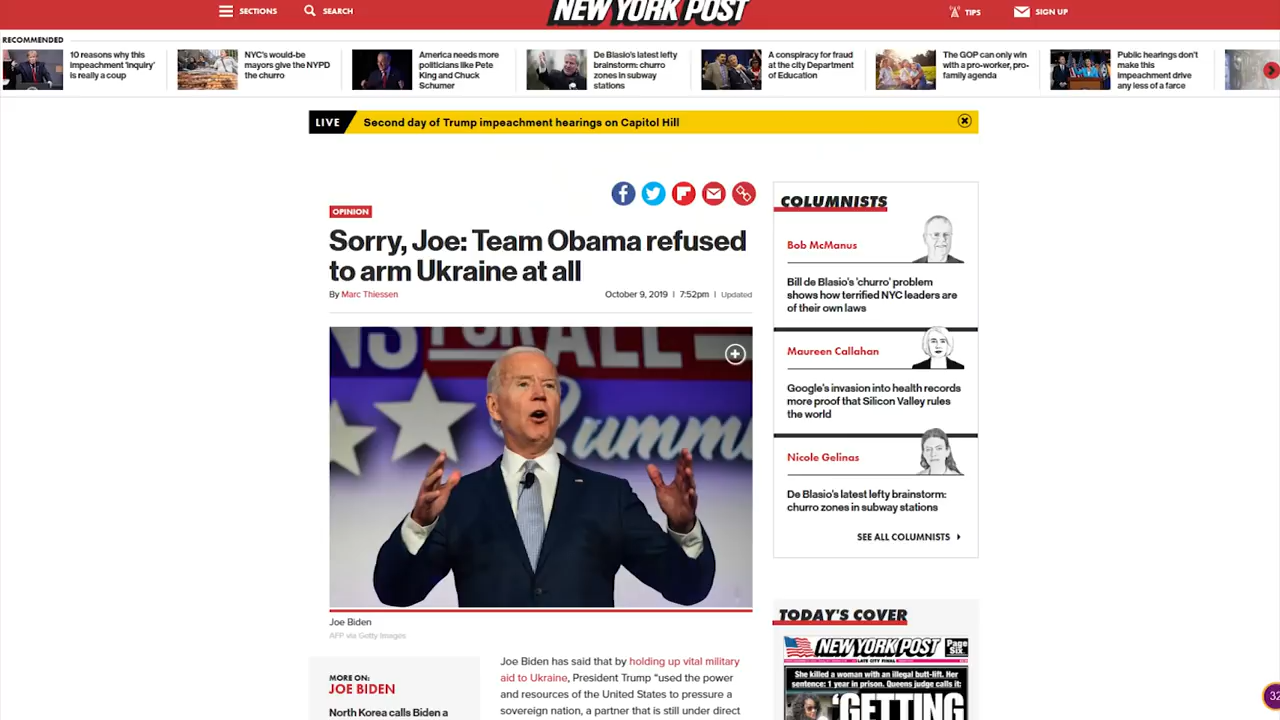 SECTIONS
SEARCH
NEW YORK POST
TIPS
SIGN UP
RECOMMENDED
10 reasons why this
impeachment 'inquiry'
is really a coup
NYC's would-be
mayors give the NYPD
the churro
America needs more
politicians like Pete
King and Chuck
Schumer
De Blasio's latest lefty
brainstorm: churro
zones in subway
stations
A conspiracy for fraud
at the city Department
of Education
The GOP can only win
with a pro-worker, pro-
family agenda
Public hearings don't
make this
impeachment drive
any less of a farce
LIVE
Second day of Trump impeachment hearings on Capitol Hill
OPINION
Sorry, Joe: Team Obama refused
to arm Ukraine at all
By Marc Thiessen
October 9, 2019 | 7:52pm | Updated
NS FOR ALL
Summ
Joe Biden
AFP via Getty Images
MORE ON:
JOE BIDEN
North Korea calls Biden a
Joe Biden has said that by holding up vital military
aid to Ukraine, President Trump "used the power
and resources of the United States to pressure a
sovereign nation, a partner that is still under direct
COLUMNISTS
Bob McManus
Bill de Blasio's 'churro' problem
shows how terrified NYC leaders are
of their own laws
Maureen Callahan
Google's invasion into health records
more proof that Silicon Valley rules
the world
Nicole Gelinas
De Blasio's latest lefty brainstorm:
churro zones in subway stations
SEE ALL COLUMNISTS
TODAY'S COVER
NEW YORK POST
Page
Six
LATE CITY FINAL
She killed a woman with an illegal butt-lift. Her
sentence: 1 year in prison. Queens judge calls it:
'GETTING
32